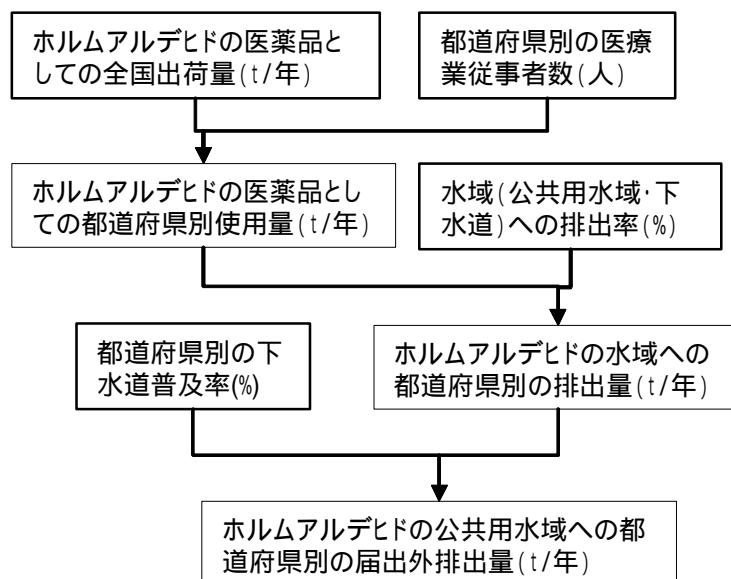 ホルムアルデヒドの医薬品と
しての全国出荷量(t/年)
都道府県別の医療
業従事者数(人)
ホルムアルデヒドの医薬品とし
ての都道府県別使用量(t/年)
水域(公共用水域・下
水道)への排出率(%)
都道府県別の下
水道普及率(%)
ホルムアルデヒドの水域への
都道府県別の排出量(t/年)
ホルムアルデヒドの公共用水域への都
道府県別の届出外排出量(t/年)